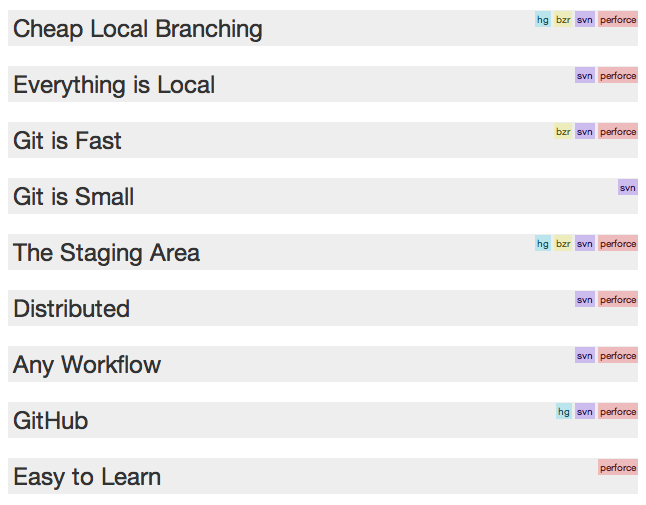 Cheap Local Branching hg bzr svn perforce
Everything is Local svn perforce
Git is Fast bzr svn perforce
Git is Small svn
The Staging Area hg bzr svn perforce
Distributed svn perforce
Any Workflow svn perforce
GitHub hg svn perforce
Easy to Learn perforce